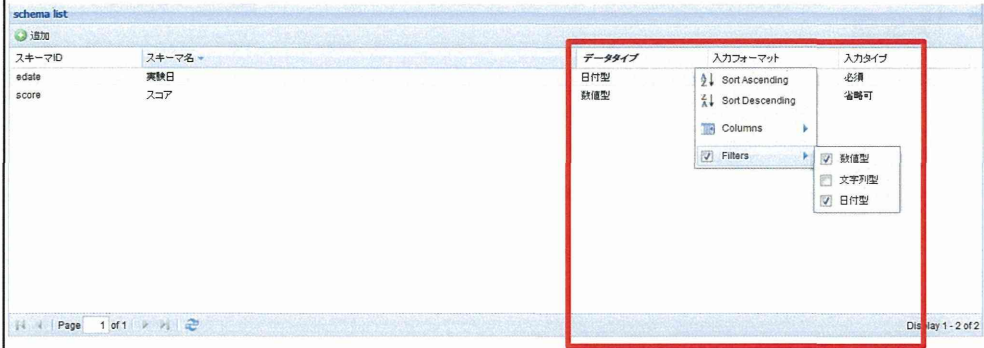 schema list
追加
スキーマID スキーマ名 データタイプ 入力フォーマット 入力タイプ
edate 実験日 日付型 必須
score スコア 数値型 省略可
Sort Ascending
Sort Descending
Columns
Filters
数値型
文字列型
日付型
Page 1 of 1
Display 1 - 2 of 2